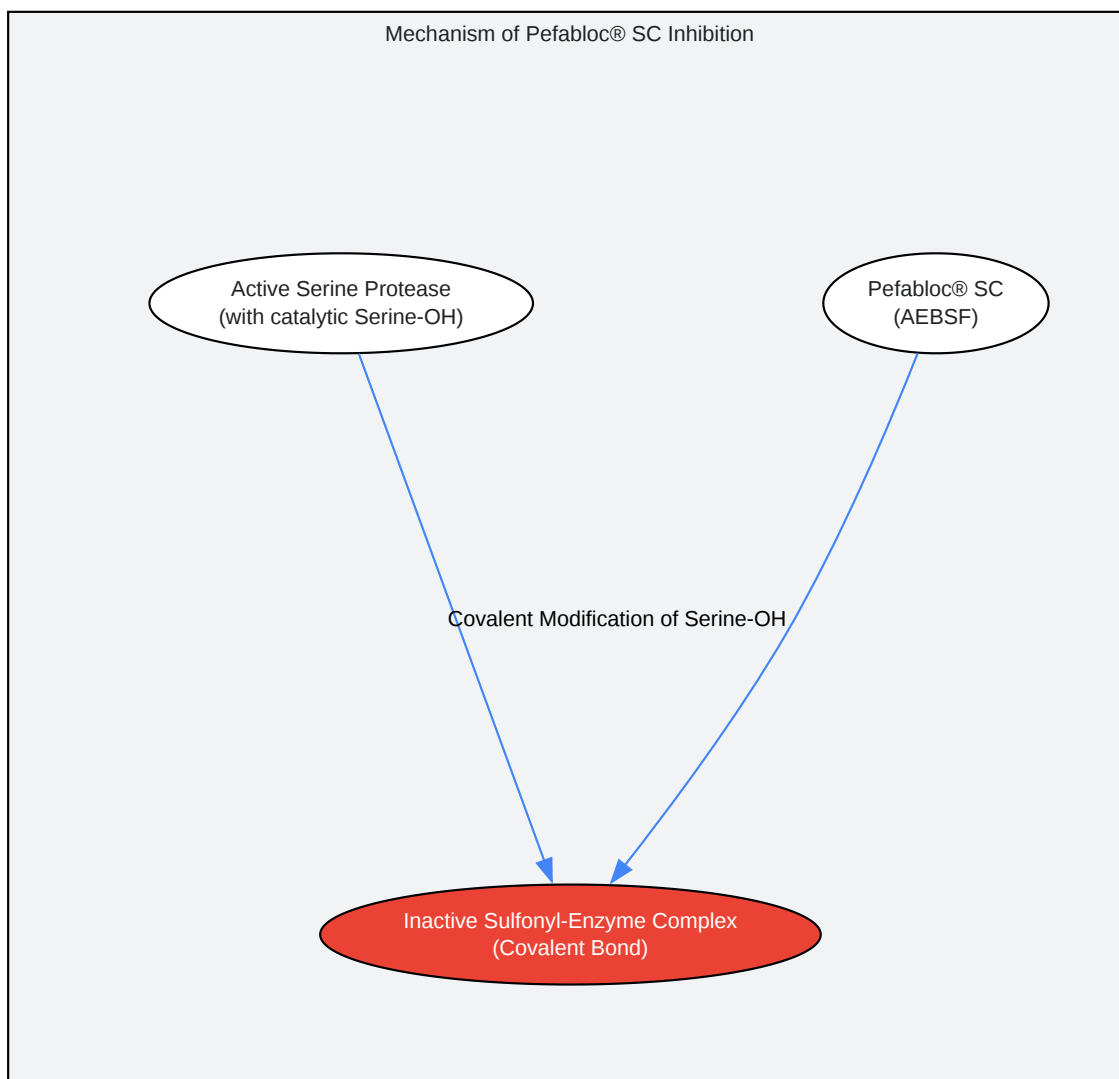 Mechanism of Pefabloc® SC Inhibition
Active Serine Protease
(with catalytic Serine-OH)
Pefabloc® SC
(AEBSF)
Covalent Modification of Serine-OH
Inactive Sulfonyl-Enzyme Complex
(Covalent Bond)